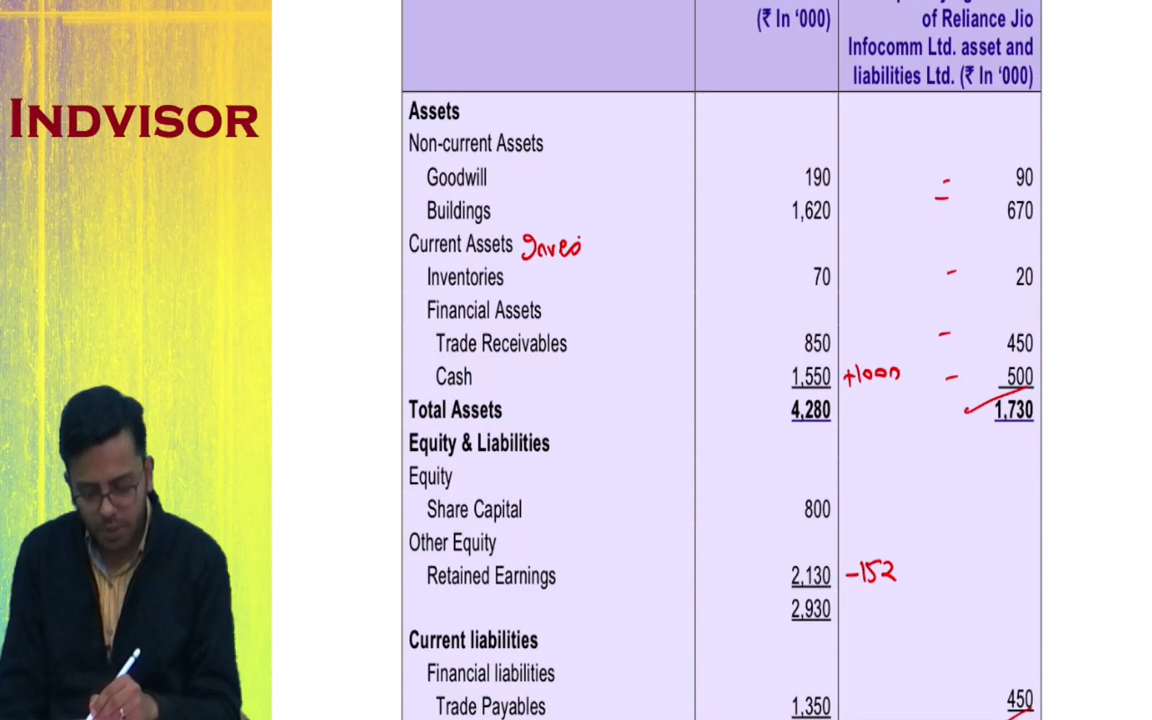 INDVISOR
(₹ In ‘000)
of Reliance Jio
Infocomm Ltd. asset and
liabilities Ltd. (₹ In ‘000)
Assets
Non-current Assets
Goodwill 190 - 90
Buildings 1,620 - 670
Current Assets
Inventories 70 - 20
Financial Assets
Trade Receivables 850 - 450
Cash 1,550 +1000 - 500
Total Assets 4,280 1,730
Equity & Liabilities
Equity
Share Capital 800
Other Equity
Retained Earnings 2,130 -152
2,930
Current liabilities
Financial liabilities
Trade Payables 1,350 450